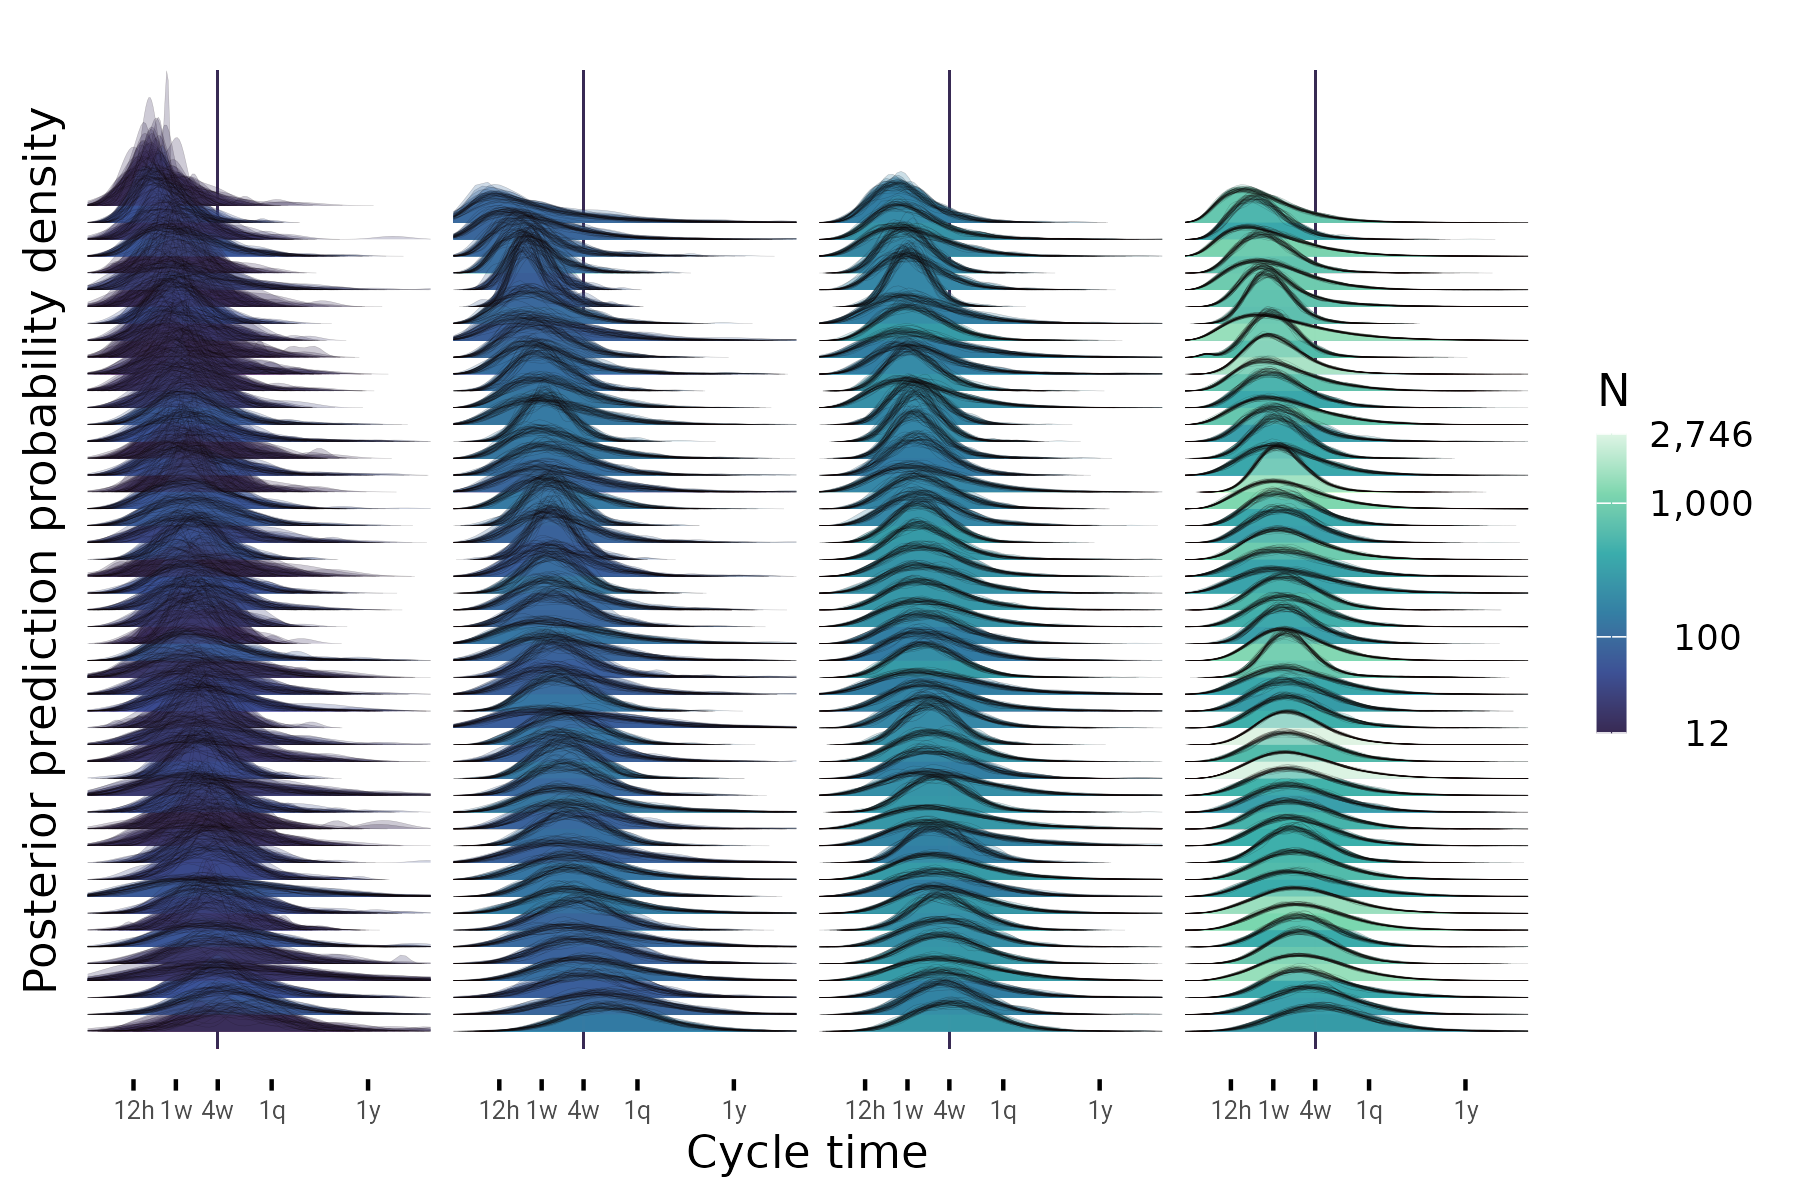 Posterior prediction probability density
N
2,746
1,000
100
12
12h 1w 4w 1q 1y 12h 1w 4w 1q 1y 12h 1w 4w 1q 1y 12h 1w 4w 1q 1y
Cycle time